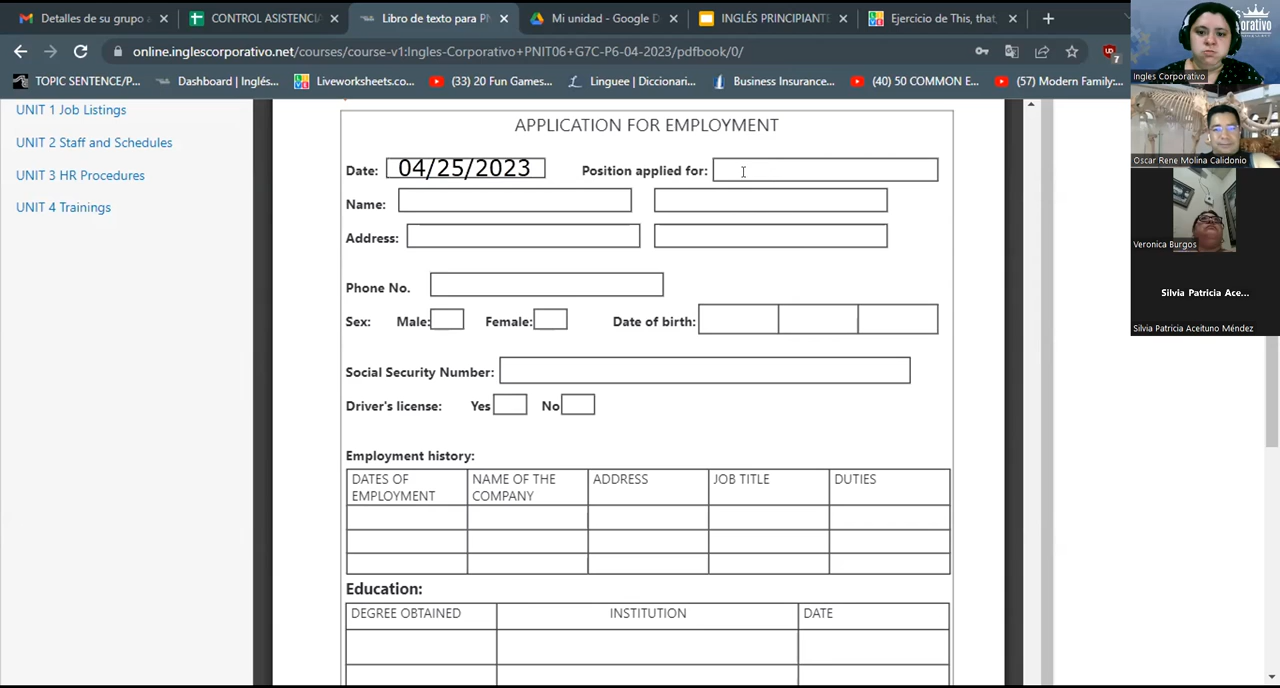 Detalles de su grupo a
CONTROL ASISTENCIA
Libro de texto para PN
Mi unidad - Google D
INGLÉS PRINCIPIANTE
Ejercicio de This, that,
online.inglescorporativo.net/courses/course-v1:Ingles-Corporativo+PNIT06+G7C-P6-04-2023/pdfbook/0/
7
TOPIC SENTENCE/P...
Dashboard | Inglés...
Liveworksheets.co...
(33) 20 Fun Games...
Linguee | Diccionari...
Business Insurance...
(40) 50 COMMON E...
(57) Modern Family:...
UNIT 1 Job Listings
UNIT 2 Staff and Schedules
UNIT 3 HR Procedures
UNIT 4 Trainings
APPLICATION FOR EMPLOYMENT
Date: 04/25/2023 Position applied for:
Name:
Address:
Phone No.
Sex: Male: Female: Date of birth:
Social Security Number:
Driver's license: Yes No
Employment history:
DATES OF EMPLOYMENT NAME OF THE COMPANY ADDRESS JOB TITLE DUTIES
Education:
DEGREE OBTAINED INSTITUTION DATE
Ingles Corporativo
Oscar Rene Molina Calidonio
Veronica Burgos
Silvia Patricia Ace...
Silvia Patricia Aceituno Méndez